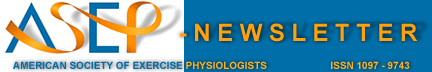 ASEP - NEWSLETTER
AMERICAN SOCIETY OF EXERCISE PHYSIOLOGISTS ISSN 1097 - 9743